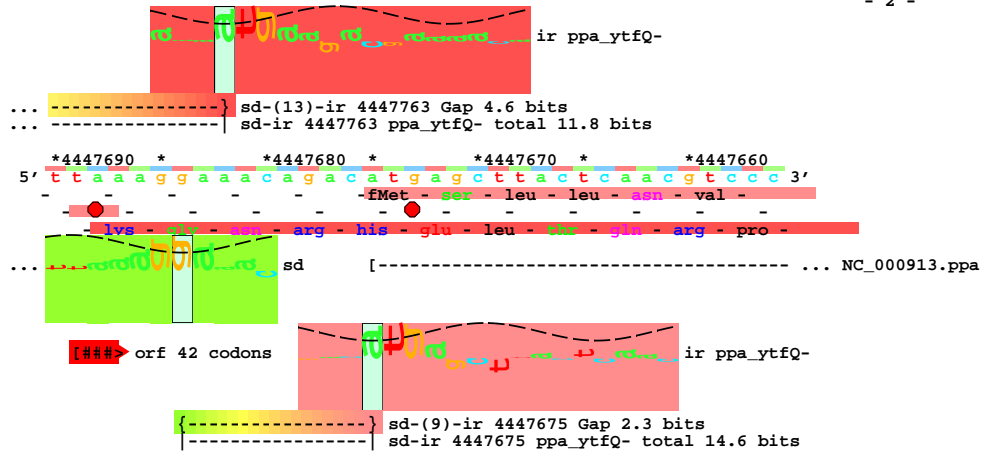 - 2 -
ir ppa_ytfQ-
... -----------------} sd-(13)-ir 4447763 Gap 4.6 bits
... -----------------| sd-ir 4447763 ppa_ytfQ- total 11.8 bits
*4447690 * *4447680 * *4447670 * *4447660
5' t t a a a g g a a a c a g a c a t g a g c t t a c t c a a c g t c c c 3'
- - - - - -fMet - ser - leu - leu - asn - val -
- - - - - - - - - - -
- lys - gly - asn - arg - his - glu - leu - thr - gln - arg - pro -
... sd [------------------------------- ... NC_000913.ppa
[###> orf 42 codons
ir ppa_ytfQ-
{------------------} sd-(9)-ir 4447675 Gap 2.3 bits
|------------------| sd-ir 4447675 ppa_ytfQ- total 14.6 bits